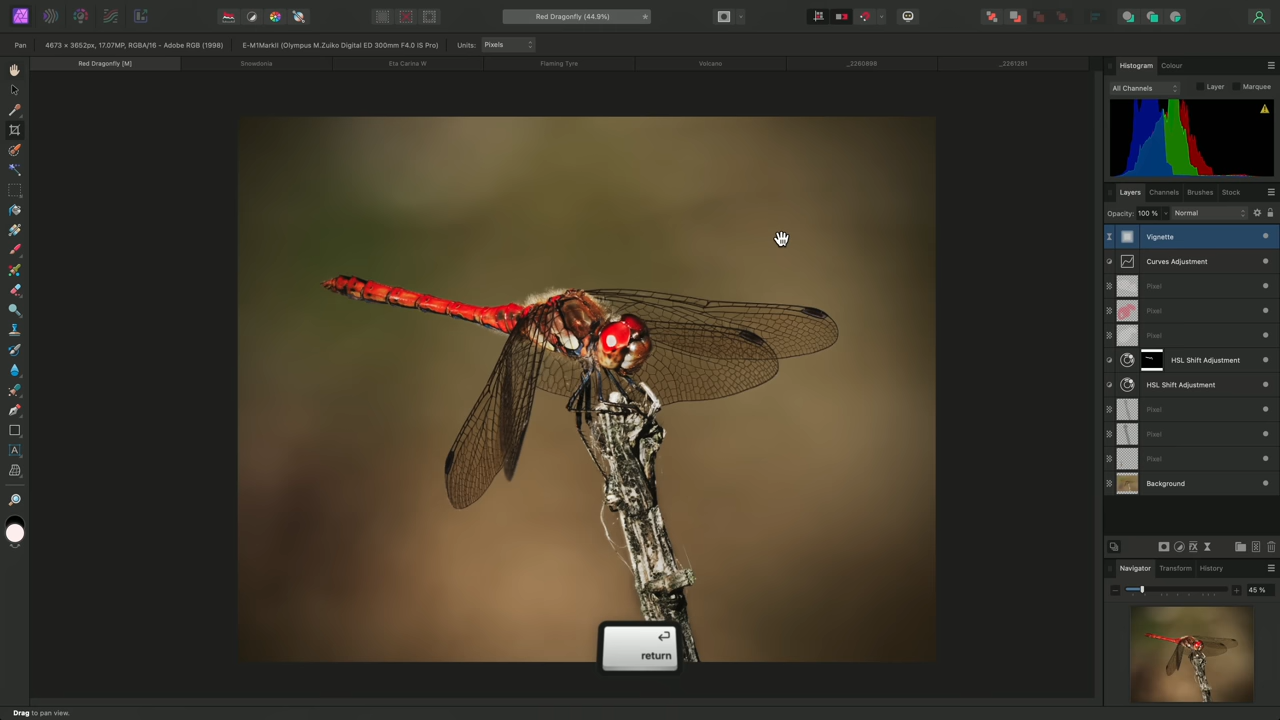 Red Dragonfly (44.9%)
Pan
4673 × 3652px, 17.07MP, RGBA/16 - Adobe RGB (1998)
E-M1MarkII (Olympus M.Zuiko Digital ED 300mm F4.0 iS Pro)
Units:
Pixels
Red Dragonfly [M]
Snowdonia
Eta Carina W
Flaming Tyre
Volcano
_2260898
_2261261
Histogram
Colour
All Channels
Layer
Marquee
Layers
Channels
Brushes
Stock
Opacity:
100 %
Normal
Vignette
Curves Adjustment
Pixel
Pixel
Pixel
HSL Shift Adjustment
HSL Shift Adjustment
Pixel
Pixel
Pixel
Background
Navigator
Transform
History
45 %
return
Drag to pan view.